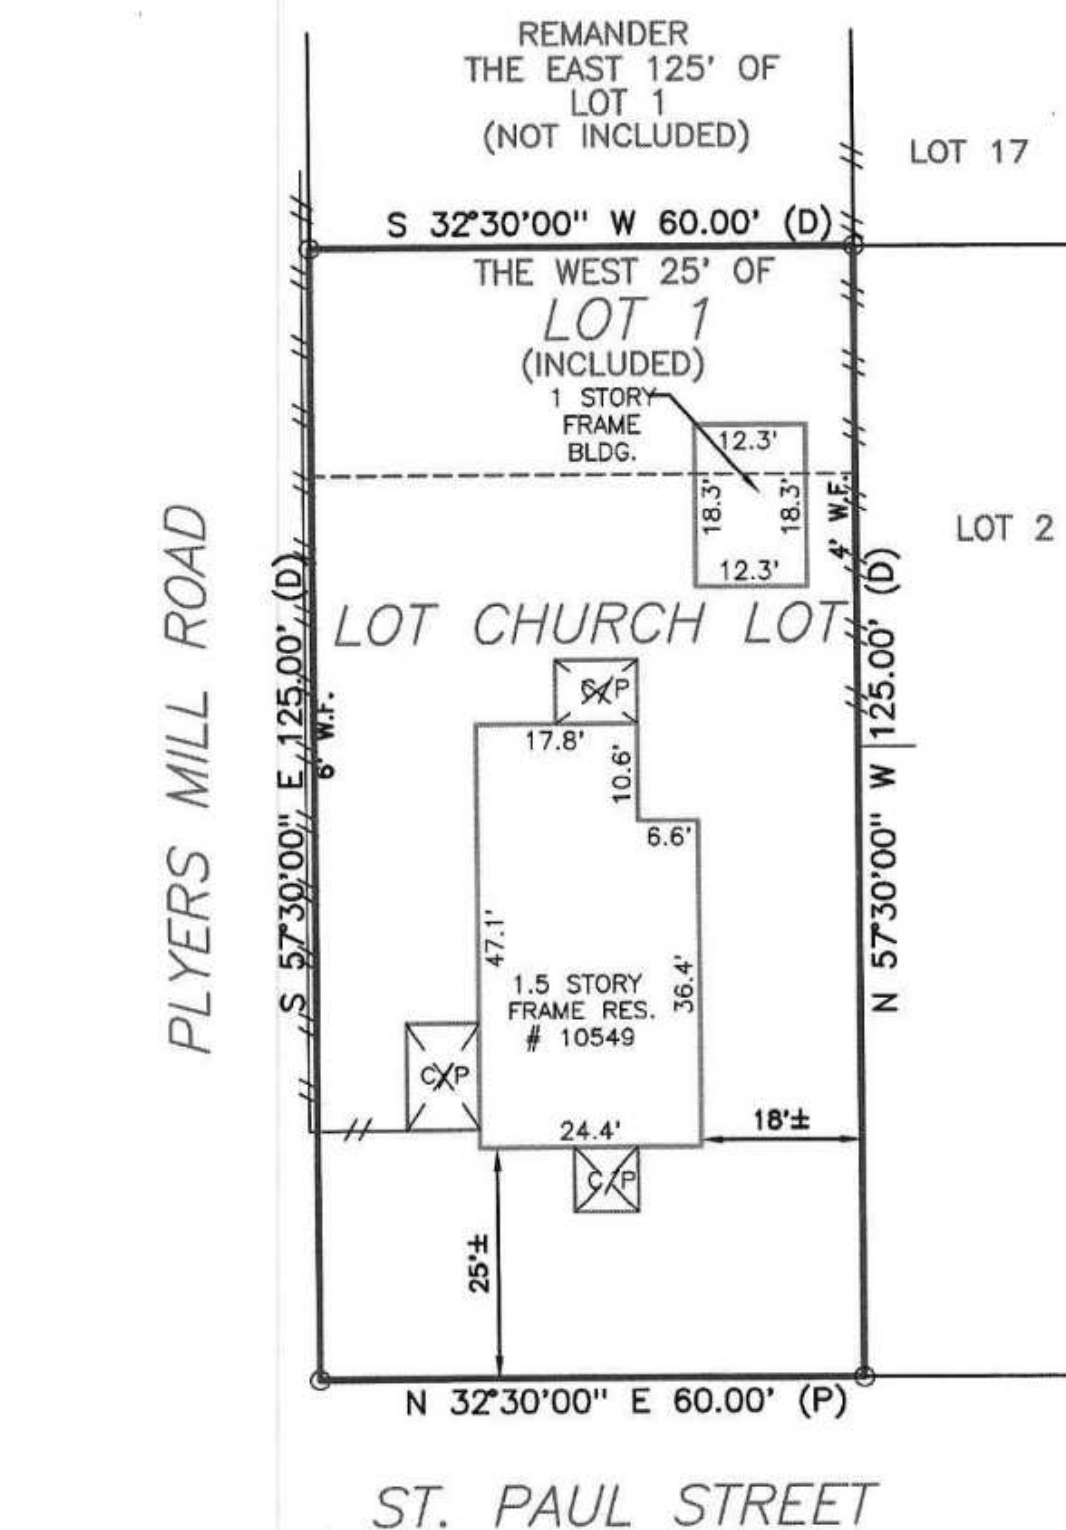 REMANDER
THE EAST 125' OF
LOT 1
(NOT INCLUDED)
LOT 17
S 32°30'00" W 60.00' (D)
THE WEST 25' OF
LOT 1
(INCLUDED)
1 STORY
FRAME
BLDG.
12.3'
18.3'
18.3'
12.3'
4' W.F.
LOT 2
PLYERS MILL ROAD
S 57°30'00" E 125.00' (D)
6' W.F.
LOT CHURCH LOT
N 57°30'00" W 125.00' (D)
C/P
17.8'
10.6'
6.6'
47.1'
36.4'
1.5 STORY
FRAME RES.
# 10549
C/P
24.4'
18'±
C/P
25'±
N 32°30'00" E 60.00' (P)
ST. PAUL STREET